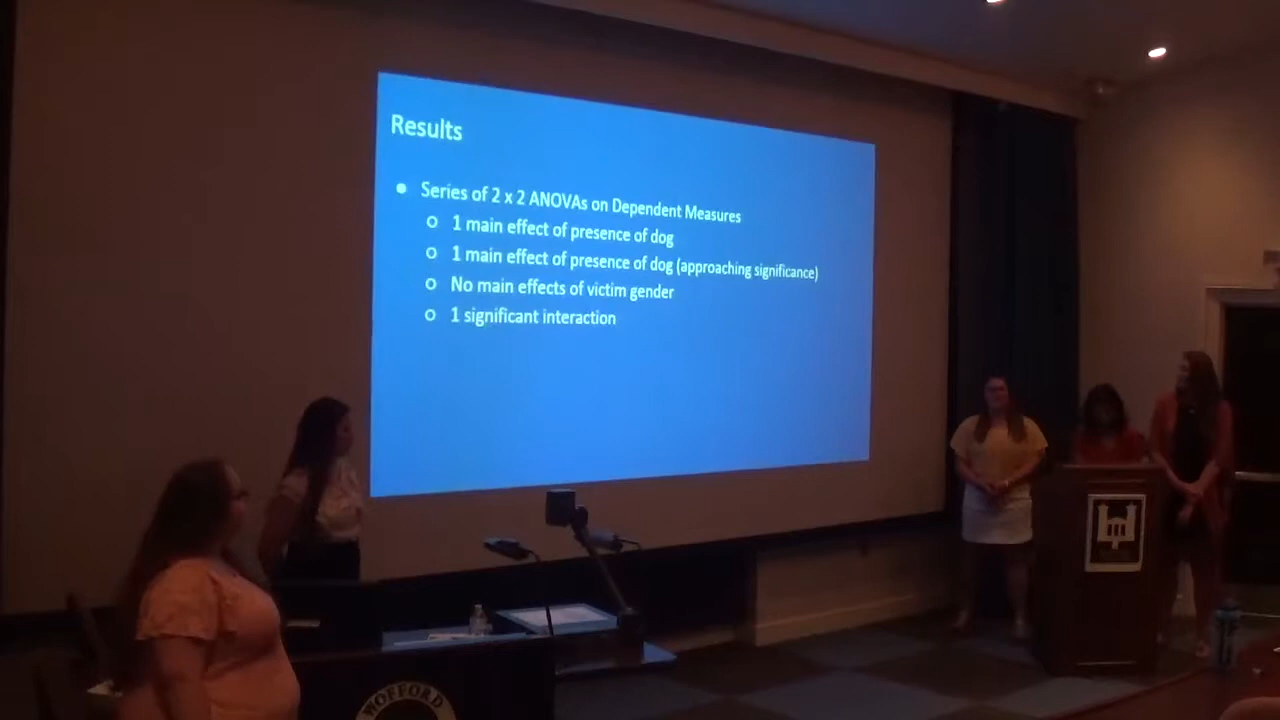 Results
Series of 2 x 2 ANOVAs on Dependent Measures
1 main effect of presence of dog
1 main effect of presence of dog (approaching significance)
No main effects of victim gender
1 significant interaction
WOFFORD